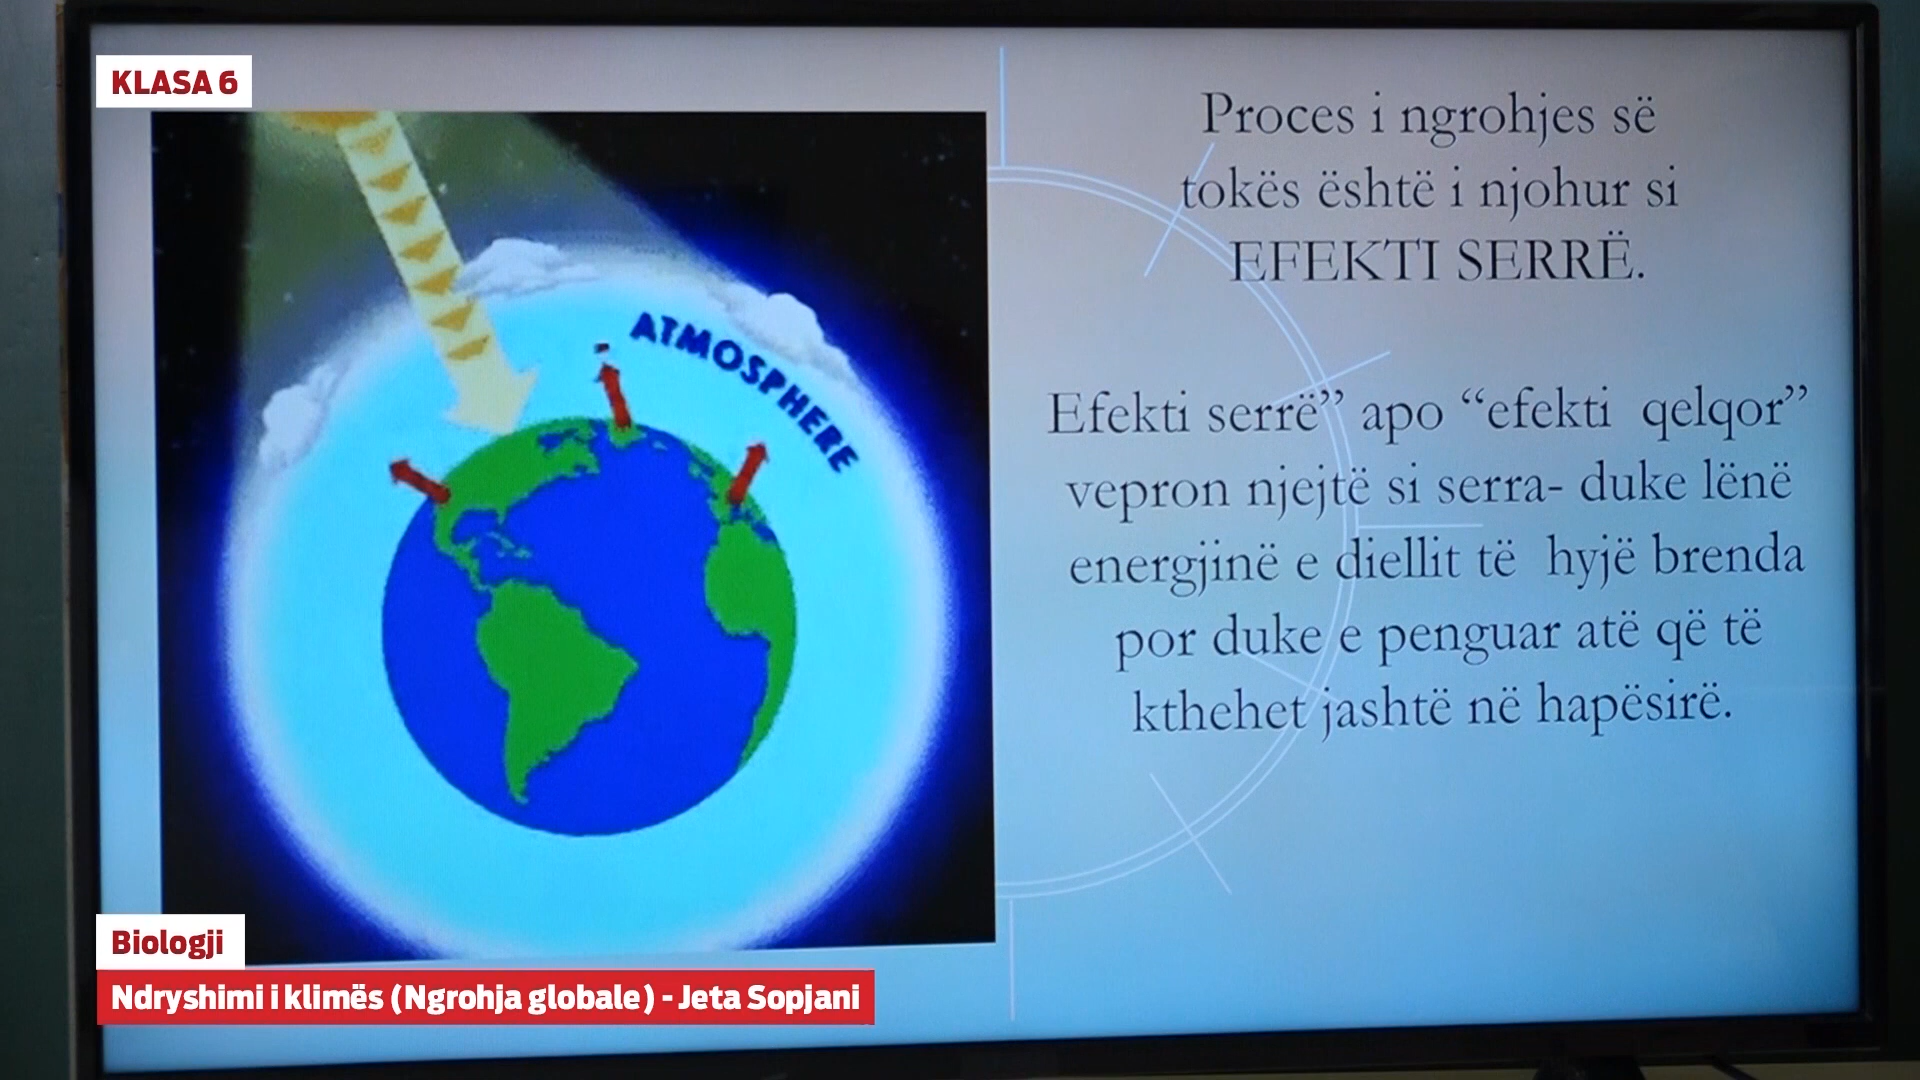 KLASA 6
ATMOSPHERE
Proces i ngrohjes së
tokës është i njohur si
EFEKTI SERRË.
Efekti serrë” apo “efekti qelqor”
vepron njejtë si serra- duke lënë
energjinë e diellit të hyjë brenda
por duke e penguar atë që të
kthehet jashtë në hapësirë.
Biologji
Ndryshimi i klimës (Ngrohja globale) - Jeta Sopjani